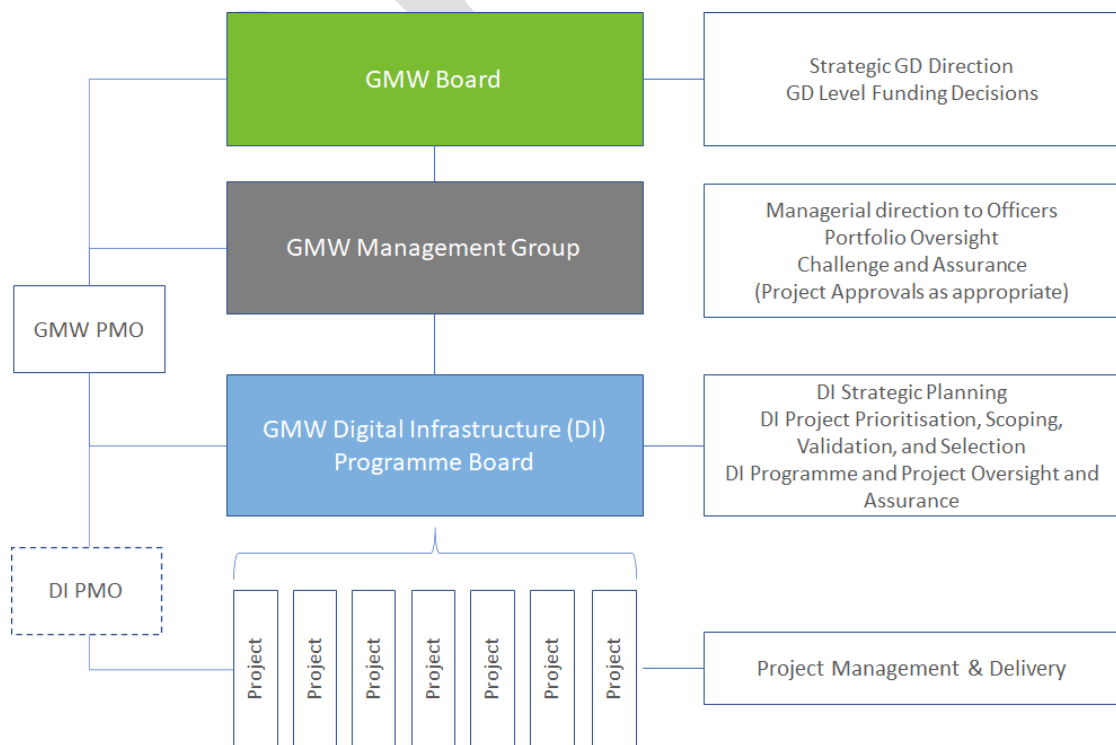 GMW Board
Strategic GD Direction
GD Level Funding Decisions
GMW Management Group
Managerial direction to Officers
Portfolio Oversight
Challenge and Assurance
(Project Approvals as appropriate)
GMW PMO
GMW Digital Infrastructure (DI)
Programme Board
DI Strategic Planning
DI Project Prioritisation, Scoping,
Validation, and Selection
DI Programme and Project Oversight and
Assurance
DI PMO
Project
Project
Project
Project
Project
Project
Project
Project Management & Delivery